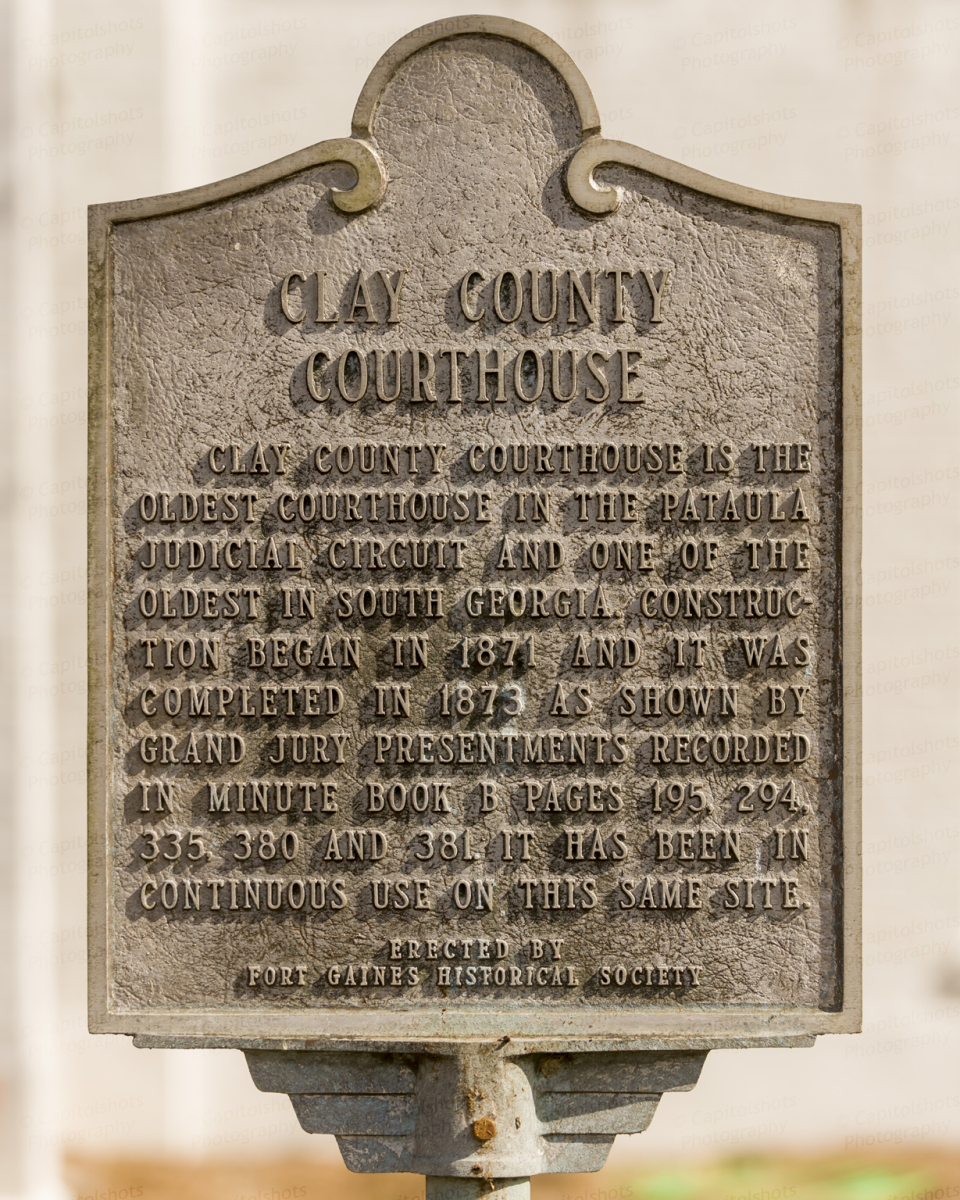 CLAY COUNTY
COURTHOUSE
CLAY COUNTY COURTHOUSE IS THE
OLDEST COURTHOUSE IN THE PATAULA
JUDICIAL CIRCUIT AND ONE OF THE
OLDEST IN SOUTH GEORGIA. CONSTRUC-
TION BEGAN IN 1871 AND IT WAS
COMPLETED IN 1873 AS SHOWN BY
GRAND JURY PRESENTMENTS RECORDED
IN MINUTE BOOK B PAGES 195, 294,
335, 380 AND 381. IT HAS BEEN IN
CONTINUOUS USE ON THIS SAME SITE.
ERECTED BY
FORT GAINES HISTORICAL SOCIETY
© Capitolshots
Photography